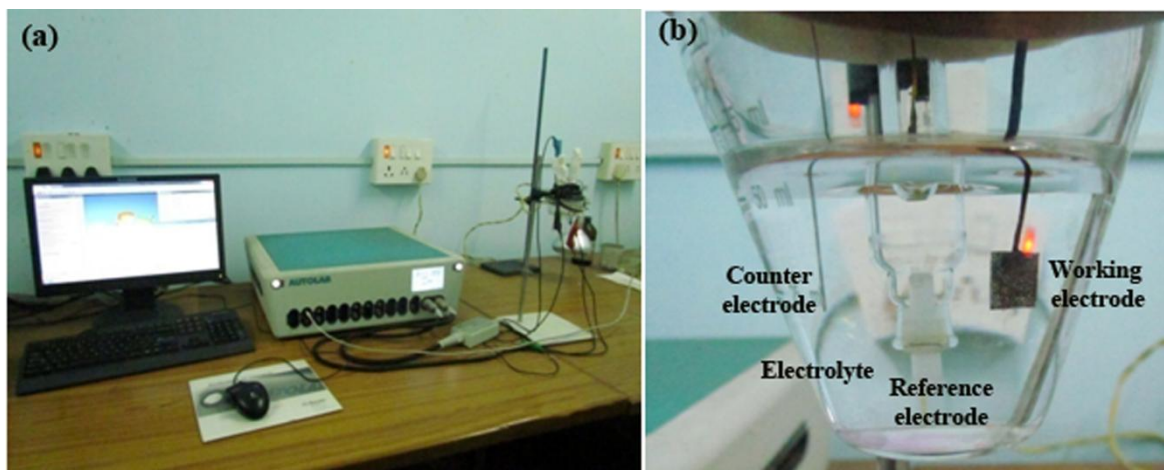 (a)
AUTOLAB
(b)
50 ml
Counter
electrode
Working
electrode
Electrolyte
Reference
electrode